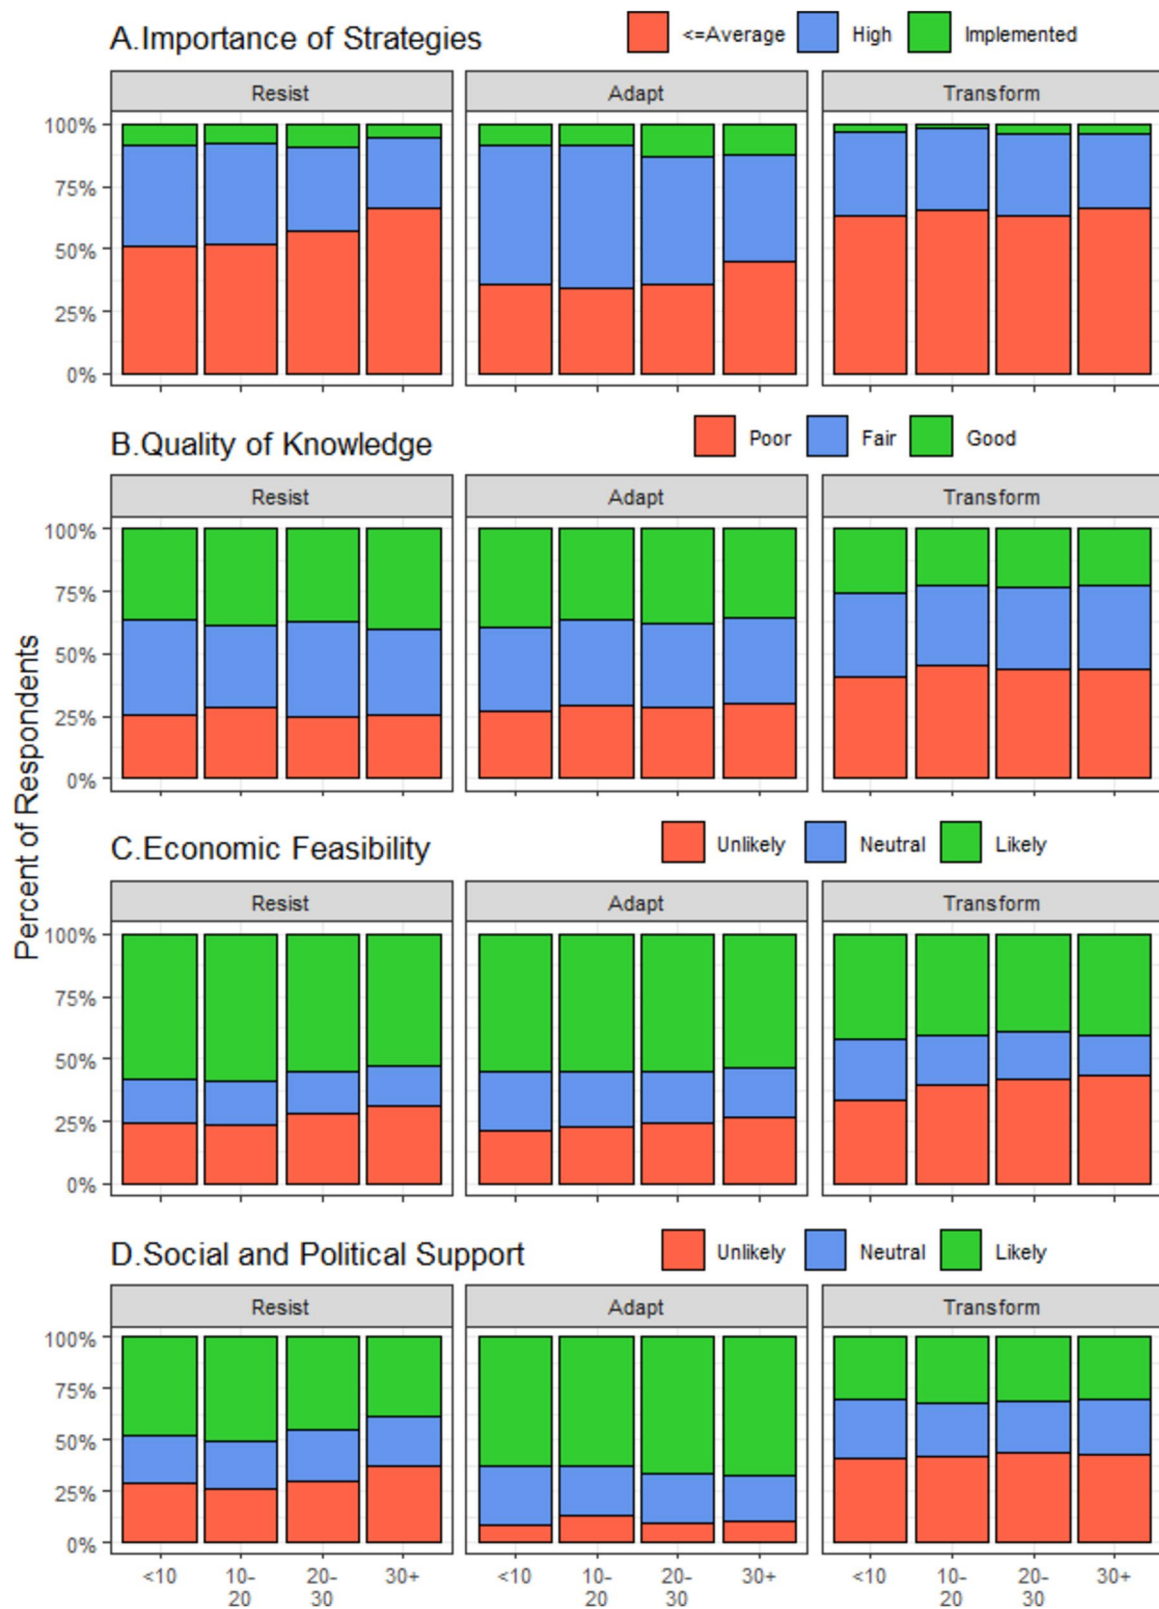 A.Importance of Strategies
<=Average High Implemented
Resist Adapt Transform
100%
75%
50%
25%
0%
B.Quality of Knowledge
Poor Fair Good
Resist Adapt Transform
100%
75%
50%
25%
0%
Percent of Respondents
C.Economic Feasibility
Unlikely Neutral Likely
Resist Adapt Transform
100%
75%
50%
25%
0%
D.Social and Political Support
Unlikely Neutral Likely
Resist Adapt Transform
100%
75%
50%
25%
0%
<10 10- 20- 30+ <10 10- 20- 30+ <10 10- 20- 30+
20 30 20 30 20 30